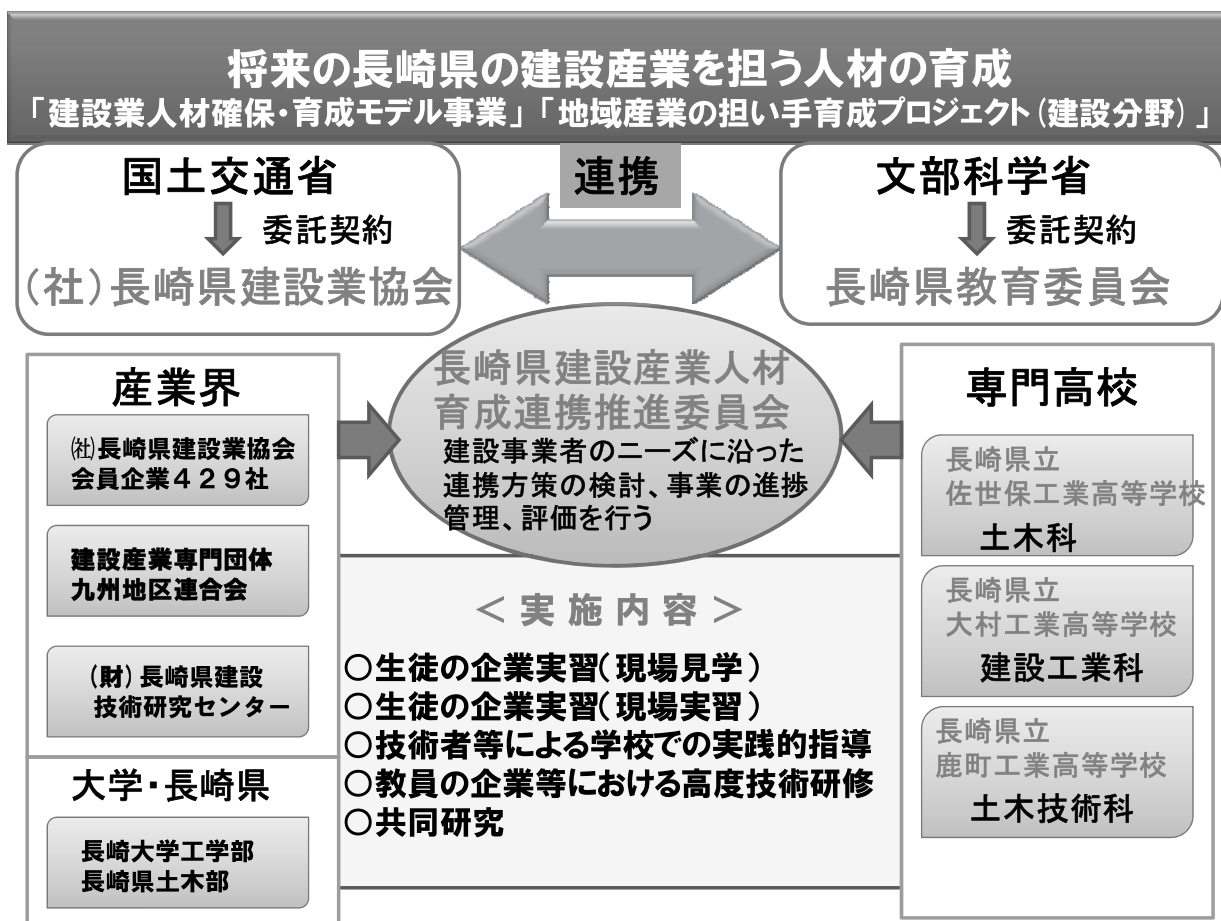 将来の長崎県の建設産業を担う人材の育成
「建設業人材確保・育成モデル事業」「地域産業の担い手育成プロジェクト(建設分野)」
国土交通省
委託契約
(社)長崎県建設業協会
連携
文部科学省
委託契約
長崎県教育委員会
長崎県建設産業人材
育成連携推進委員会
建設事業者のニーズに沿った
連携方策の検討、事業の進捗
管理、評価を行う
産業界
㈳長崎県建設業協会
会員企業429社
建設産業専門団体
九州地区連合会
(財)長崎県建設
技術研究センター
大学・長崎県
長崎大学工学部
長崎県土木部
<実施内容>
○生徒の企業実習(現場見学)
○生徒の企業実習(現場実習)
○技術者等による学校での実践的指導
○教員の企業等における高度技術研修
○共同研究
専門高校
長崎県立
佐世保工業高等学校
土木科
長崎県立
大村工業高等学校
建設工業科
長崎県立
鹿町工業高等学校
土木技術科